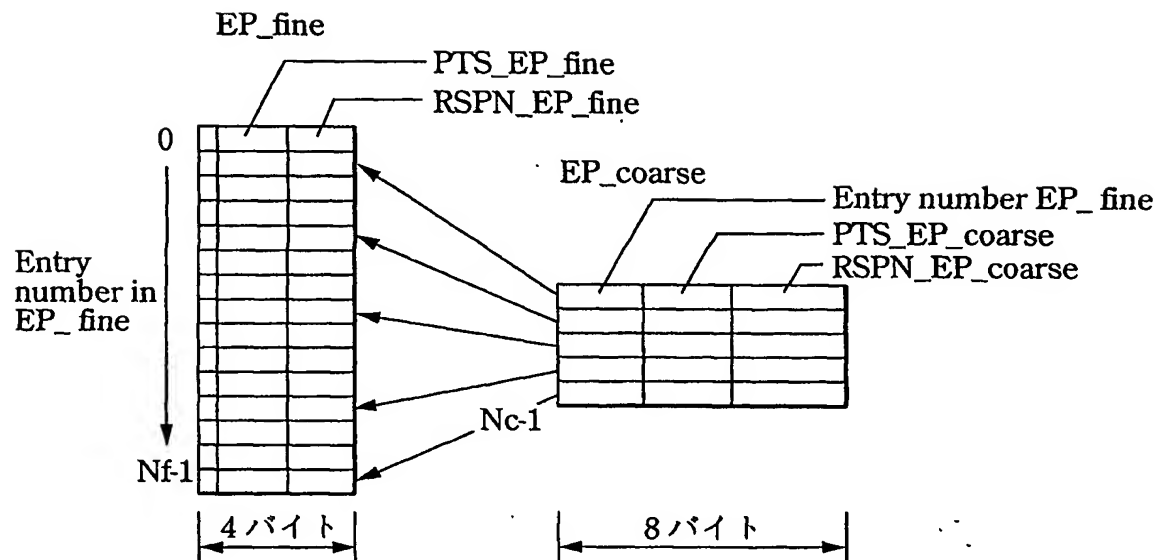 EP_fine
PTS_EP_fine
RSPN_EP_fine
0
EP_coarse
Entry number EP_ fine
PTS_EP_coarse
RSPN_EP_coarse
Entry
number in
EP_ fine
Nc-1
Nf-1
4バイト
8バイト